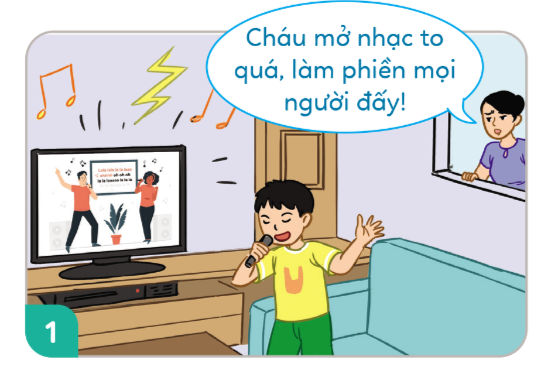 Cháu mở nhạc to
quá, làm phiền mọi
người đấy!
U
1